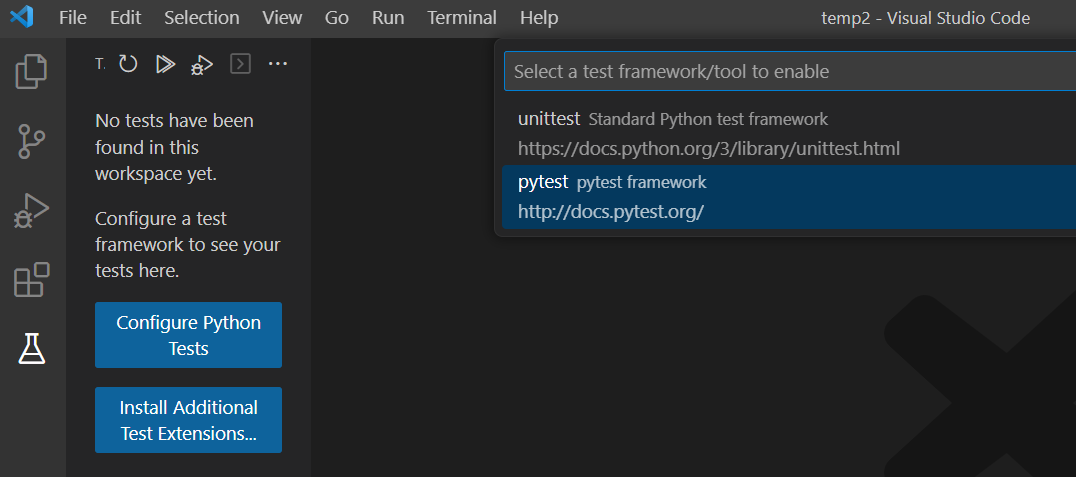 File Edit Selection View Go Run Terminal Help temp2 - Visual Studio Code
T.
No tests have been
found in this
workspace yet.
Configure a test
framework to see your
tests here.
Configure Python
Tests
Install Additional
Test Extensions...
Select a test framework/tool to enable
unittest Standard Python test framework
https://docs.python.org/3/library/unittest.html
pytest pytest framework
http://docs.pytest.org/